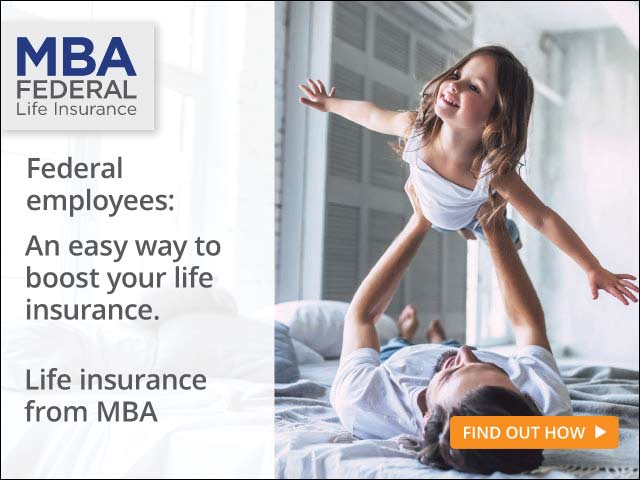 MBA
FEDERAL
Life Insurance
Federal
employees:
An easy way to
boost your life
insurance.
Life insurance
from MBA
FIND OUT HOW